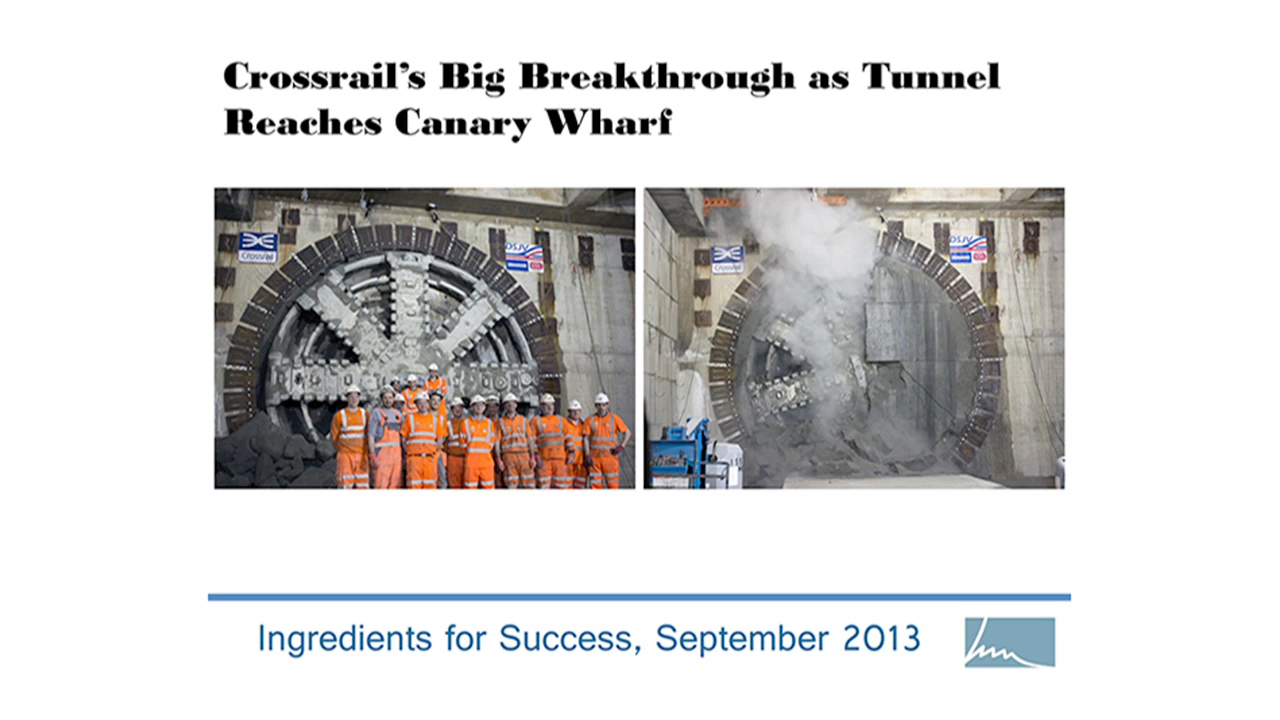 Crossrail's Big Breakthrough as Tunnel
Reaches Canary Wharf
Crossrail
DSJV
Crossrail
DSJV
Ingredients for Success, September 2013